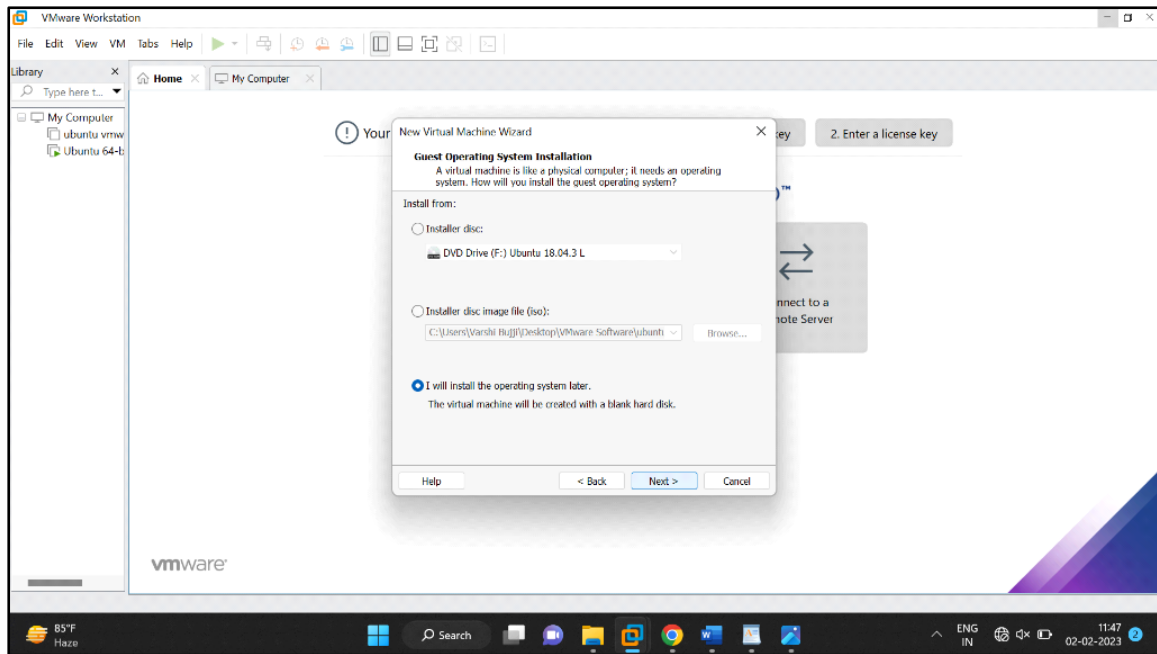 VMware Workstation
File Edit View VM Tabs Help
Library
Type here t...
Home
My Computer
My Computer
ubuntu vmw
Ubuntu 64-b
Your
key
2. Enter a license key
New Virtual Machine Wizard
Guest Operating System Installation
A virtual machine is like a physical computer; it needs an operating
system. How will you install the guest operating system?
Install from:
Installer disc:
DVD Drive (F:) Ubuntu 18.04.3 L
Installer disc image file (iso):
C:\Users\Varshi Bujji\Desktop\VMware Software\ubunt
Browse...
I will install the operating system later.
The virtual machine will be created with a blank hard disk.
Help
< Back
Next >
Cancel
™
nnect to a
note Server
vmware
85°F
Haze
Search
ENG
IN
11:47
02-02-2023
2